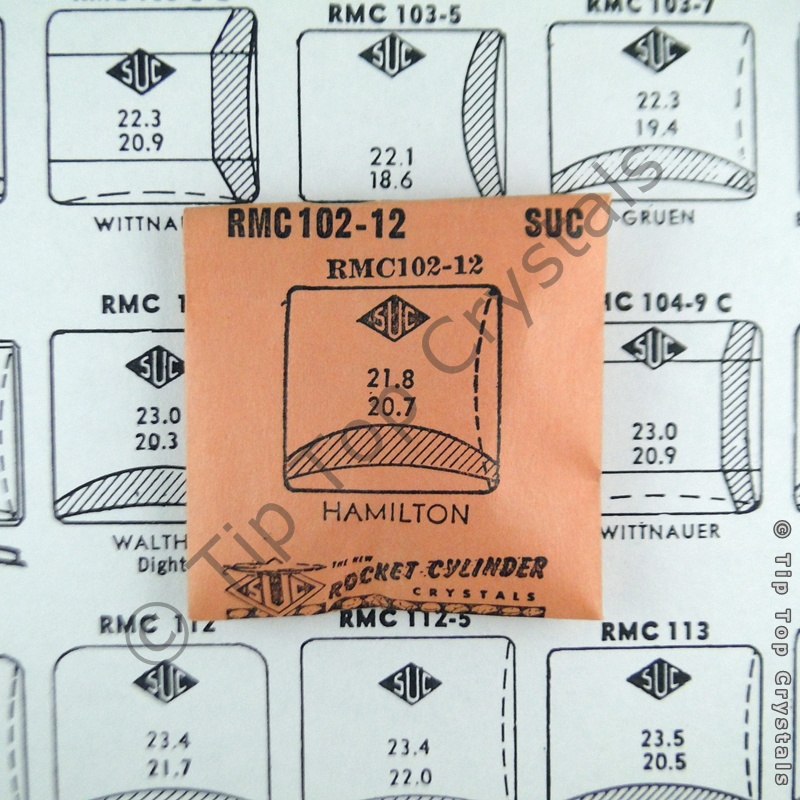 RMC 103-5
RMC 103-7
SUC
22.3
20.9
SUC
22.1
18.6
SUC
22.3
19.4
GRUEN
RMC 102-12 SUC
RMC102-12
SUC
21.8
20.7
HAMILTON
THE NEW
ROCKET CYLINDER
CRYSTALS
SUC
23.0
20.3
Dight
104-9 C
SUC
23.0
20.9
WITTNAUER
RMC 112
SUC
23.4
21.7
RMC 112-5
SUC
23.4
22.0
RMC 113
SUC
23.5
20.5
© Tip Top Crystals
© Tip Top Crystals